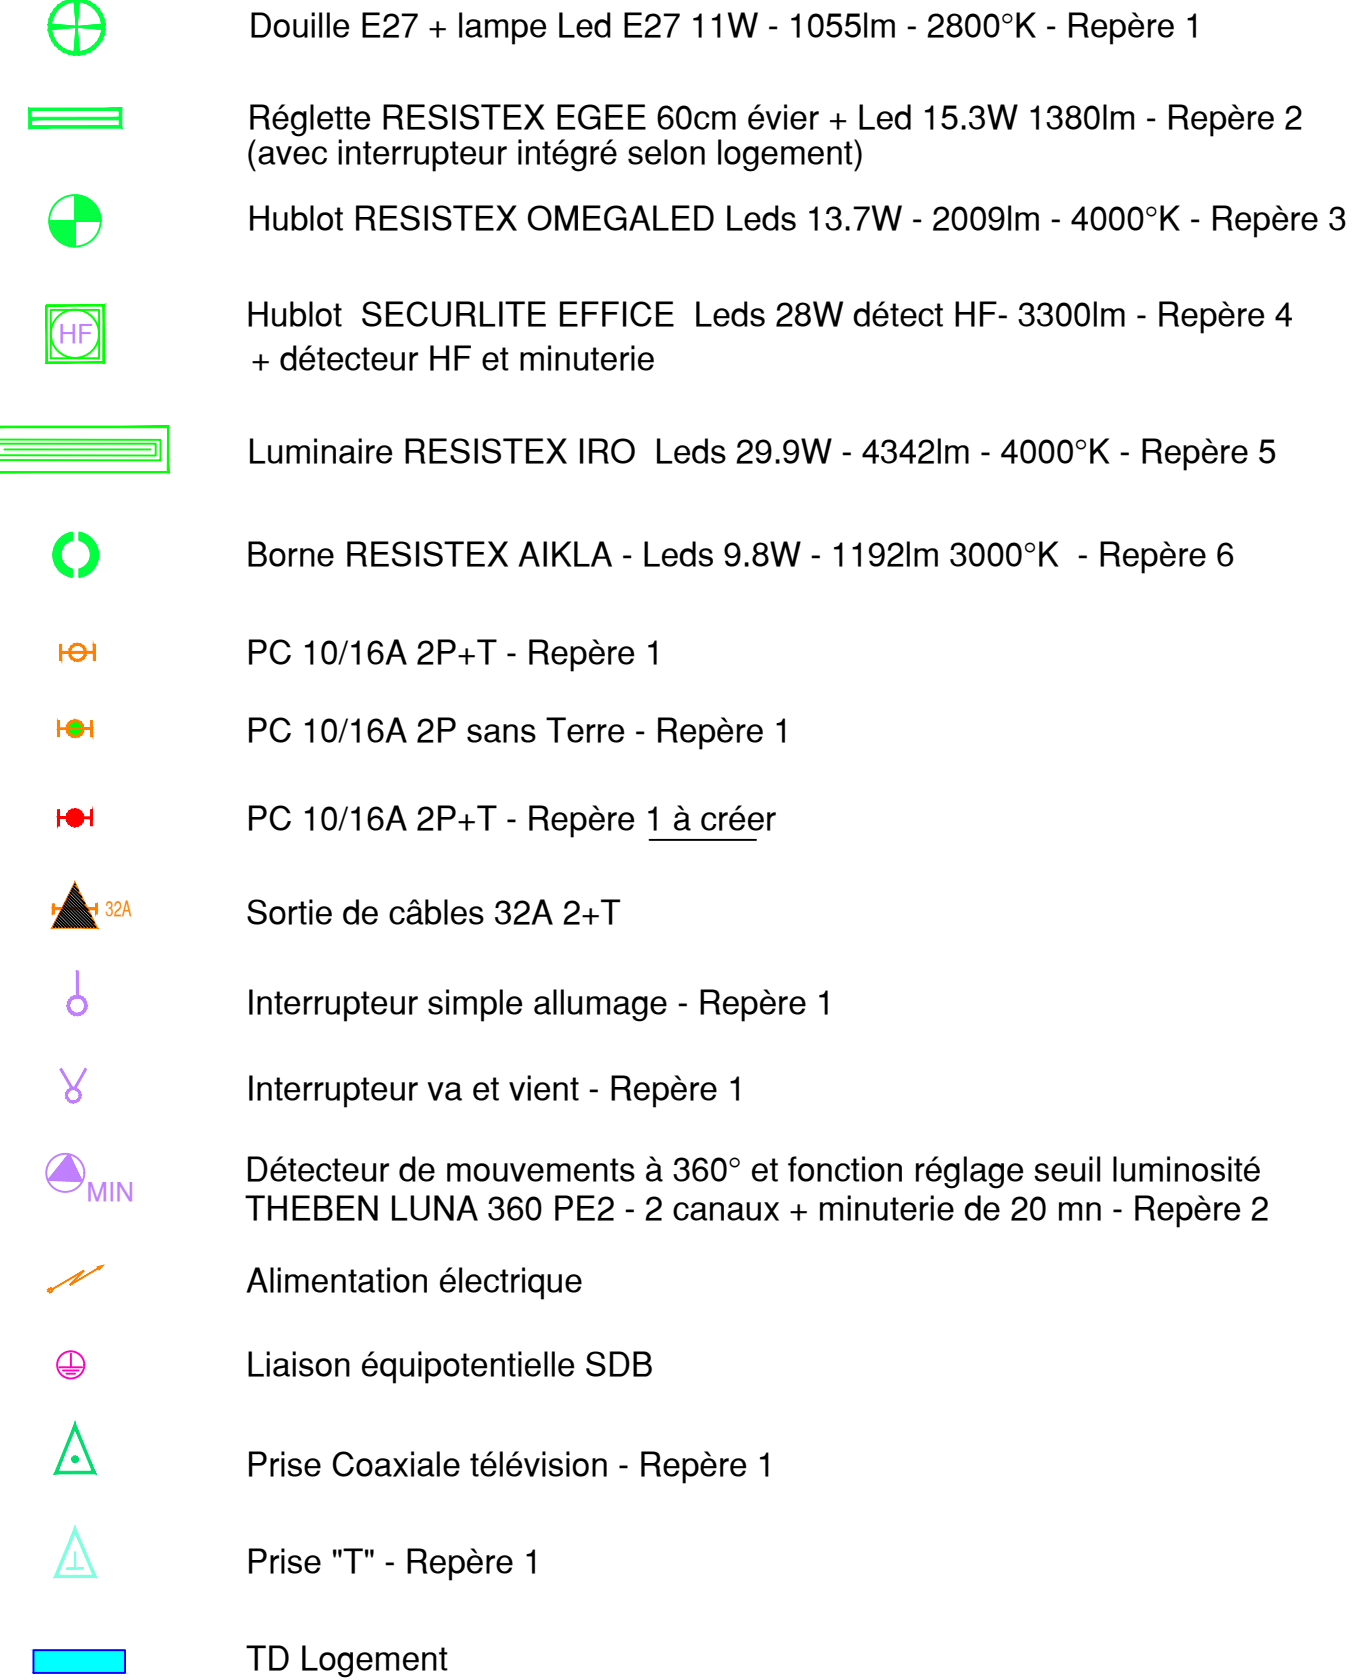 Douille E27 + lampe Led E27 11W - 1055lm - 2800°K - Repère 1
Réglette RESISTEX EGEE 60cm évier + Led 15.3W 1380lm - Repère 2
(avec interrupteur intégré selon logement)
Hublot RESISTEX OMEGALED Leds 13.7W - 2009lm - 4000°K - Repère 3
HF
Hublot SECURLITE EFFICE Leds 28W détect HF- 3300lm - Repère 4
+ détecteur HF et minuterie
Luminaire RESISTEX IRO Leds 29.9W - 4342lm - 4000°K - Repère 5
Borne RESISTEX AIKLA - Leds 9.8W - 1192lm 3000°K - Repère 6
PC 10/16A 2P+T - Repère 1
PC 10/16A 2P sans Terre - Repère 1
PC 10/16A 2P+T - Repère 1 à créer
32A
Sortie de câbles 32A 2+T
Interrupteur simple allumage - Repère 1
Interrupteur va et vient - Repère 1
MIN
Détecteur de mouvements à 360° et fonction réglage seuil luminosité
THEBEN LUNA 360 PE2 - 2 canaux + minuterie de 20 mn - Repère 2
Alimentation électrique
Liaison équipotentielle SDB
Prise Coaxiale télévision - Repère 1
Prise "T" - Repère 1
TD Logement